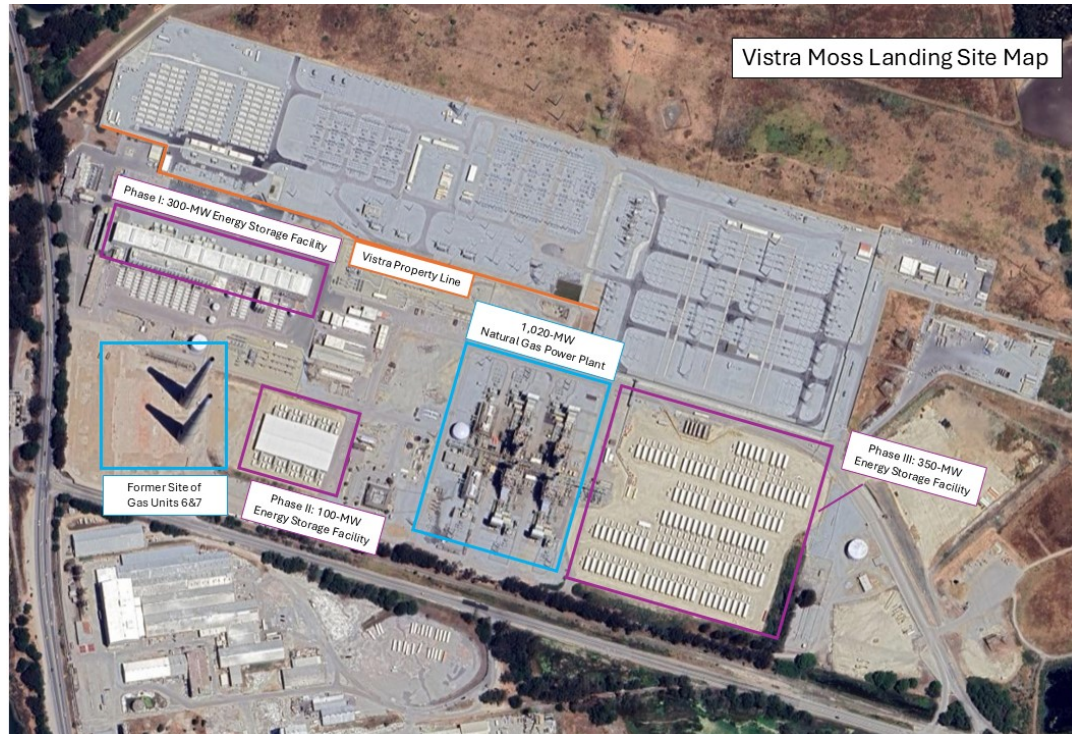 Vistra Moss Landing Site Map
Phase I: 300-MW Energy Storage Facility
Vistra Property Line
1,020-MW
Natural Gas Power Plant
Phase III: 350-MW
Energy Storage Facility
Former Site of
Gas Units 6&7
Phase II: 100-MW
Energy Storage Facility